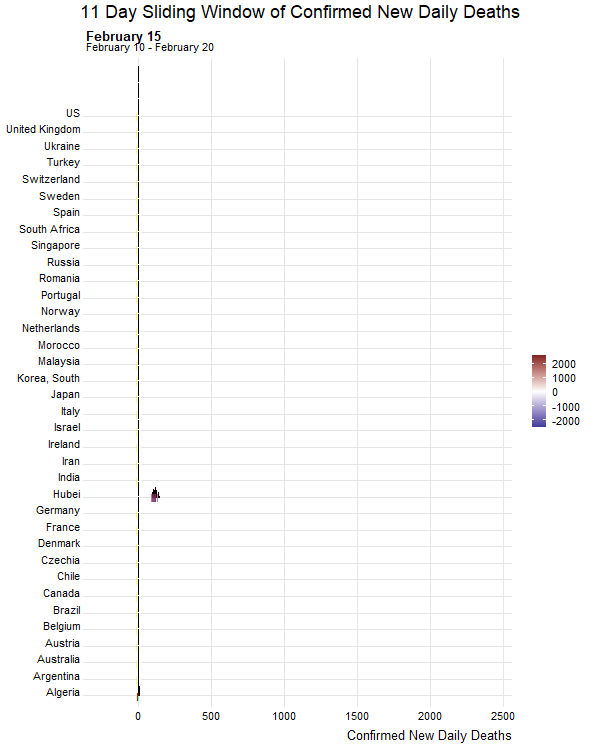 11 Day Sliding Window of Confirmed New Daily Deaths
February 15
February 10 - February 20
US
United Kingdom
Ukraine
Turkey
Switzerland
Sweden
Spain
South Africa
Singapore
Russia
Romania
Portugal
Norway
Netherlands
Morocco
Malaysia
Korea, South
Japan
Italy
Israel
Ireland
Iran
India
Hubei
Germany
France
Denmark
Czechia
Chile
Canada
Brazil
Belgium
Austria
Australia
Argentina
Algeria
2000
1000
0
-1000
-2000
0 500 1000 1500 2000 2500
Confirmed New Daily Deaths